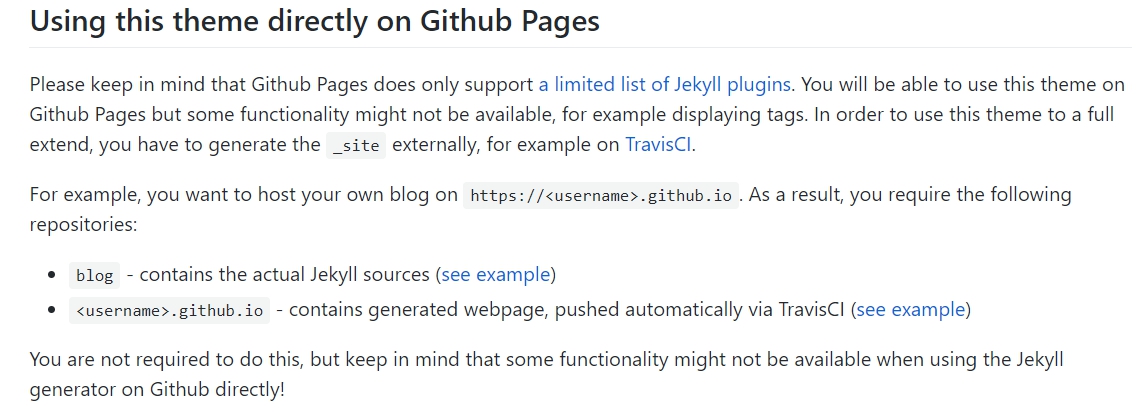 Using this theme directly on Github Pages
Please keep in mind that Github Pages does only support a limited list of Jekyll plugins. You will be able to use this theme on
Github Pages but some functionality might not be available, for example displaying tags. In order to use this theme to a full
extend, you have to generate the _site externally, for example on TravisCI.
For example, you want to host your own blog on https://<username>.github.io . As a result, you require the following
repositories:
• blog - contains the actual Jekyll sources (see example)
• <username>.github.io - contains generated webpage, pushed automatically via TravisCI (see example)
You are not required to do this, but keep in mind that some functionality might not be available when using the Jekyll
generator on Github directly!